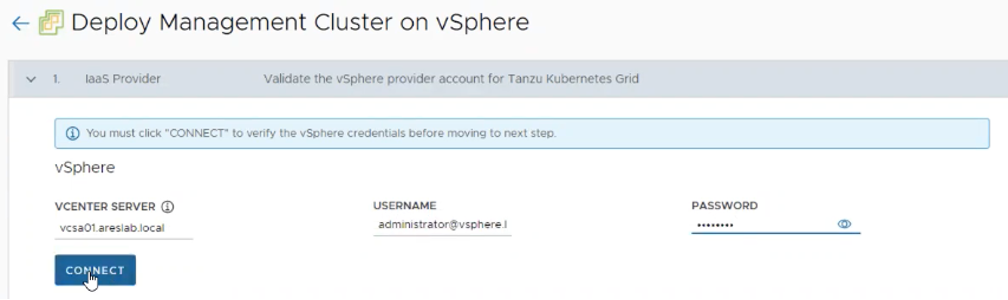 Deploy Management Cluster on vSphere
1. IaaS Provider Validate the vSphere provider account for Tanzu Kubernetes Grid
You must click "CONNECT" to verify the vSphere credentials before moving to next step.
vSphere
VCENTER SERVER USERNAME PASSWORD
vcsa01.areslab.local administrator@vsphere.l ••••••••
CONNECT